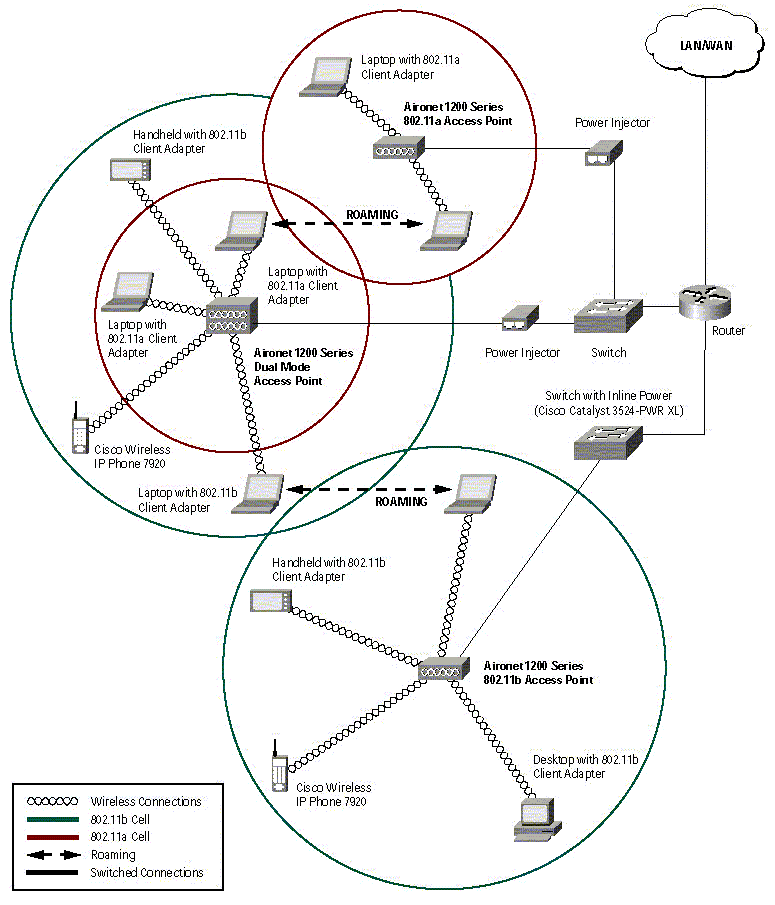 LAN/WAN
Laptop with 802.11a
Client Adapter
Aironet 1200 Series
802.11a Access Point
Power Injector
Handheld with 802.11b
Client Adapter
ROAMING
Laptop with
802.11a Client
Adapter
Laptop with
802.11a Client
Adapter
Aironet 1200 Series
Dual Mode
Access Point
Power Injector
Switch
Router
Switch with Inline Power
(Cisco Catalyst 3524-PWR XL)
Cisco Wireless
IP Phone 7920
Laptop with 802.11b
Client Adapter
ROAMING
Handheld with 802.11b
Client Adapter
Aironet 1200 Series
802.11b Access Point
Cisco Wireless
IP Phone 7920
Desktop with 802.11b
Client Adapter
Wireless Connections
802.11b Cell
802.11a Cell
Roaming
Switched Connections